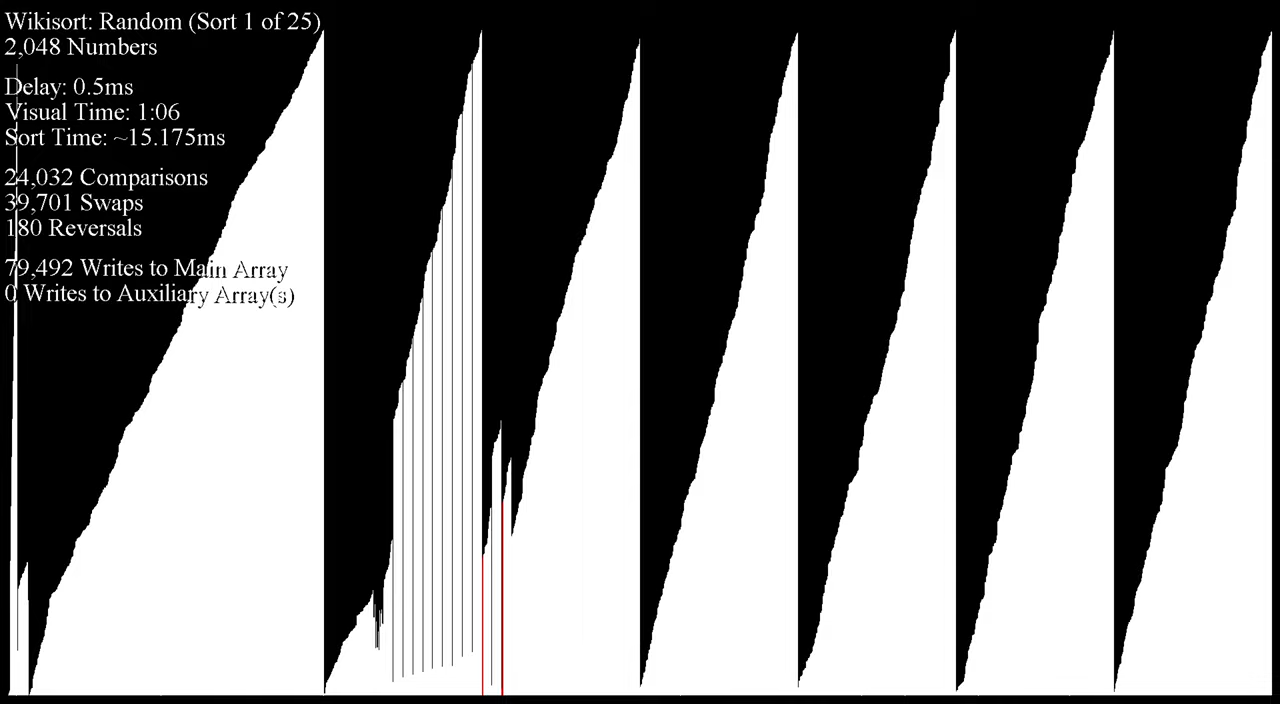 Wikisort: Random (Sort 1 of 25)
2,048 Numbers
Delay: 0.5ms
Visual Time: 1:06
Sort Time: ~15.175ms
24,032 Comparisons
39,701 Swaps
180 Reversals
79,492 Writes to Main Array
0 Writes to Auxiliary Array(s)